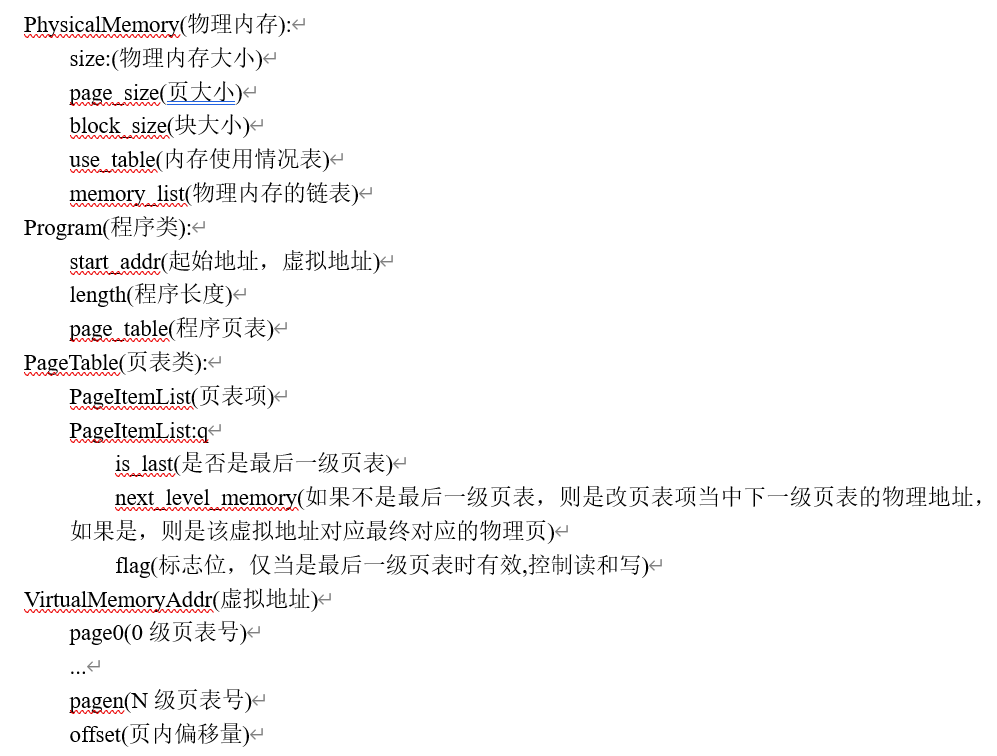 PhysicalMemory(物理内存):↵
size:(物理内存大小)↵
page_size(页大小)↵
block_size(块大小)↵
use_table(内存使用情况表)↵
memory_list(物理内存的链表)↵
Program(程序类):↵
start_addr(起始地址，虚拟地址)↵
length(程序长度)↵
page_table(程序页表)↵
PageTable(页表类):↵
PageItemList(页表项)↵
PageItemList:q↵
is_last(是否是最后一级页表)↵
next_level_memory(如果不是最后一级页表，则是改页表项当中下一级页表的物理地址，
如果是，则是该虚拟地址对应最终对应的物理页)↵
flag(标志位，仅当是最后一级页表时有效,控制读和写)↵
VirtualMemoryAddr(虚拟地址)↵
page0(0 级页表号)↵
...↵
pagen(N 级页表号)↵
offset(页内偏移量)↵